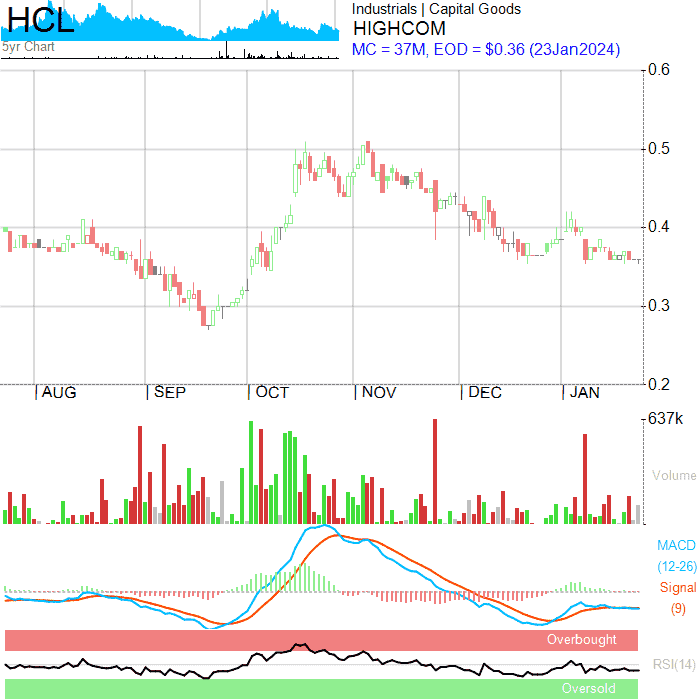 HCL
5yr Chart
Industrials | Capital Goods
HIGHCOM
MC = 37M, EOD = $0.36 (23Jan2024)
0.6
0.5
0.4
0.3
0.2
| AUG | SEP | OCT | NOV | DEC | JAN
637k
Volume
MACD
(12-26)
Signal
(9)
Overbought
RSI(14)
Oversold